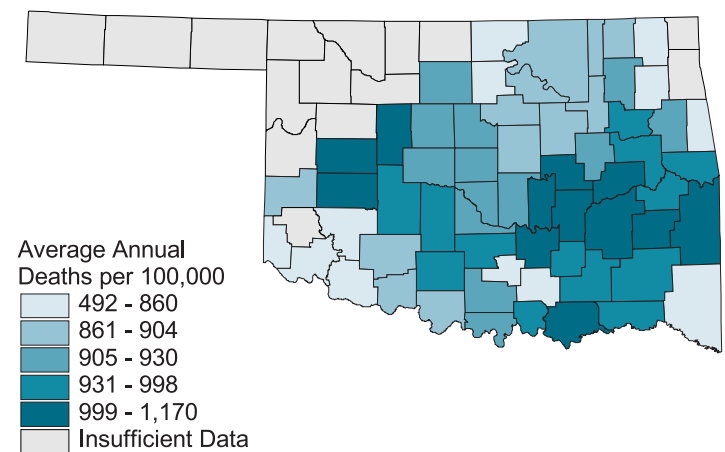 Average Annual
Deaths per 100,000
492 - 860
861 - 904
905 - 930
931 - 998
999 - 1,170
Insufficient Data